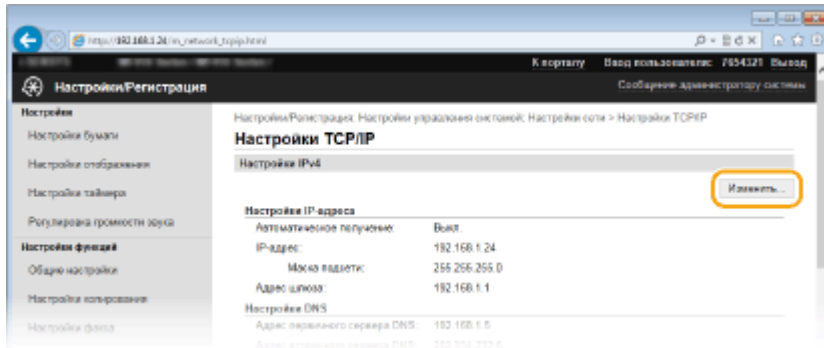 http://192.168.1.24/m_network_tcpip.html
К порталу Ввод пользователя: 7654321 Выход
Настройки/Регистрация
Сообщение администратору системы
Настройки
Настройки бумаги
Настройки отображения
Настройки таймера
Регулировка громкости звука
Настройки функций
Общие настройки
Настройки копирования
Настройки факса
Настройки/Регистрация: Настройки управления системой: Настройки сети > Настройки TCP/IP
Настройки TCP/IP
Настройки IPv4
Изменить...
Настройки IP-адреса
Автоматическое получение: Выкл.
IP-адрес: 192.168.1.24
Маска подсети: 255.255.255.0
Адрес шлюза: 192.168.1.1
Настройки DNS
Адрес первичного сервера DNS: 192.168.1.5